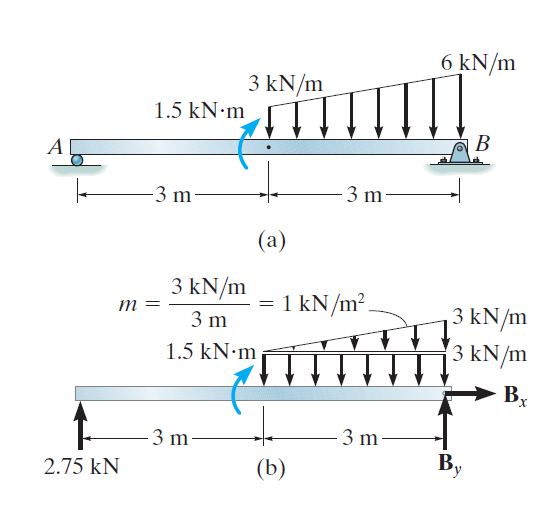 6 kN/m
3 kN/m
1.5 kN·m
A
B
3 m
3 m
(a)
m = 3 kN/m / 3 m = 1 kN/m²
3 kN/m
1.5 kN·m
3 kN/m
Bₓ
3 m
3 m
2.75 kN
(b)
Bᵧ